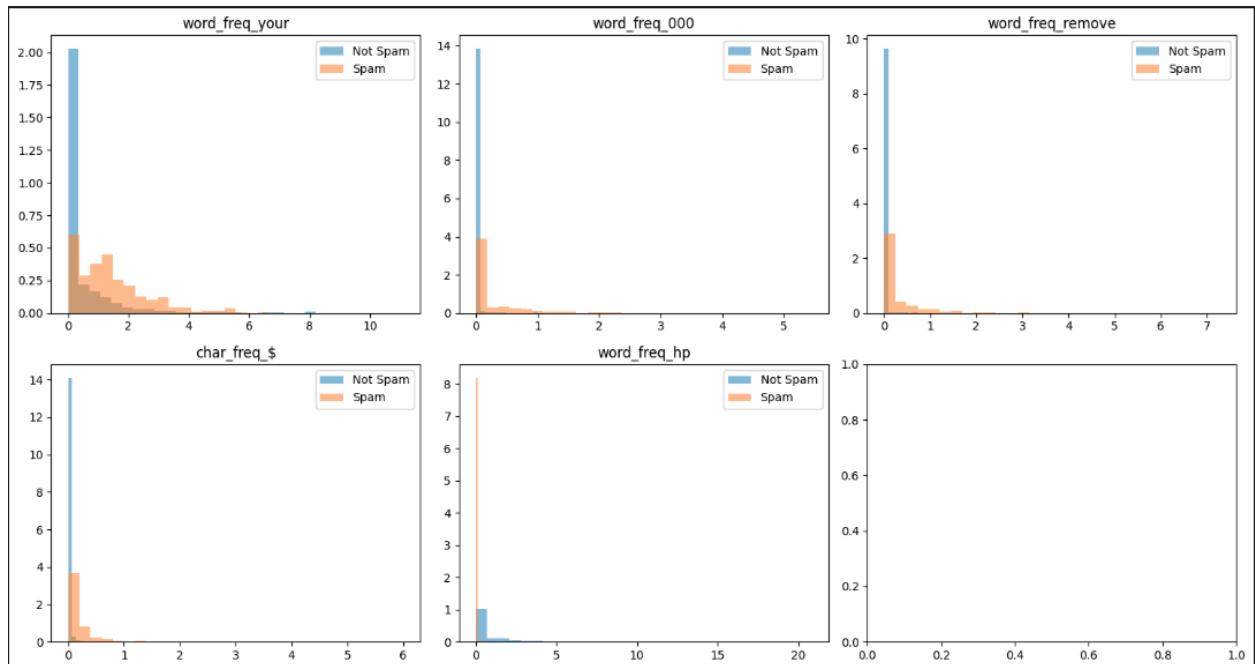 word_freq_your
2.00
1.75
1.50
1.25
1.00
0.75
0.50
0.25
0.00
0 2 4 6 8 10
Not Spam
Spam
word_freq_000
14
12
10
8
6
4
2
0
0 1 2 3 4 5
Not Spam
Spam
word_freq_remove
10
8
6
4
2
0
0 1 2 3 4 5 6 7
Not Spam
Spam
char_freq_$
14
12
10
8
6
4
2
0
0 1 2 3 4 5 6
Not Spam
Spam
word_freq_hp
8
7
6
5
4
3
2
1
0
0 5 10 15 20
Not Spam
Spam
1.0
0.8
0.6
0.4
0.2
0.0
0.0 0.2 0.4 0.6 0.8 1.0